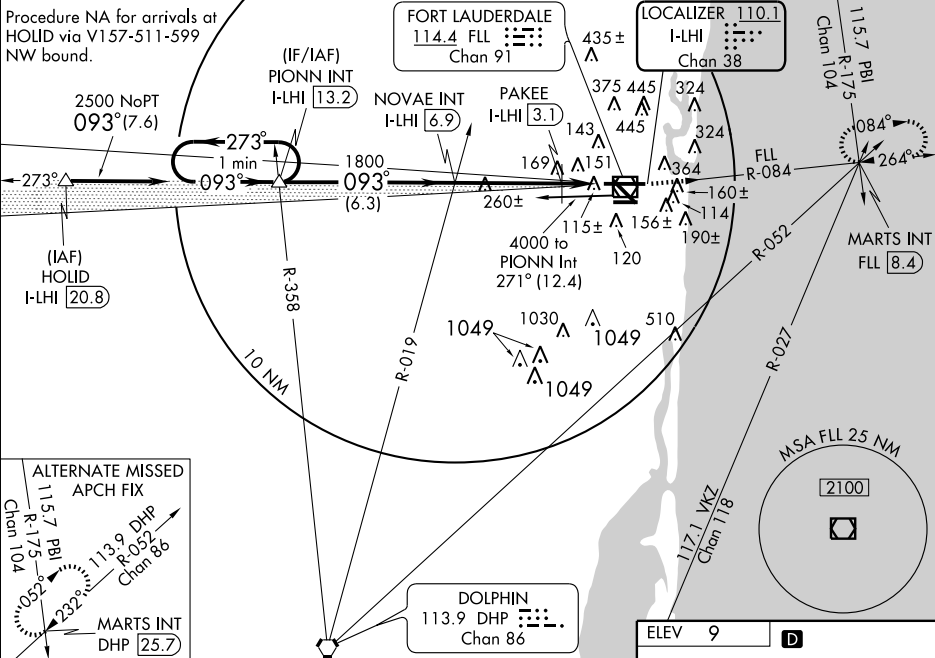 Procedure NA for arrivals at
HOLID via V157-511-599
NW bound.
FORT LAUDERDALE
114.4 FLL
Chan 91
LOCALIZER 110.1
I-LHI
Chan 38
115.7 PBI
Chan 104
R-175
435±
375
445
445
324
324
(IF/IAF)
PIONN INT
I-LHI 13.2
2500 NoPT
093° (7.6)
NOVAE INT
I-LHI 6.9
PAKEE
I-LHI 3.1
143
151
169
364
084°
264°
273°
1 min
093°
273°
1800
093°
(6.3)
FLL
R-084
260±
115±
160±
114
156±
190±
120
4000 to
PIONN Int
271° (12.4)
(IAF)
HOLID
I-LHI 20.8
MARTS INT
FLL 8.4
R-358
R-019
R-052
R-027
1049
1030
1049
510
1049
10 NM
MSA FLL 25 NM
2100
117.1 VKZ
Chan 118
ALTERNATE MISSED
APCH FIX
115.7 PBI
Chan 104
R-175
113.9 DHP
R-052
Chan 86
052°
232°
MARTS INT
DHP 25.7
DOLPHIN
113.9 DHP
Chan 86
ELEV 9
D